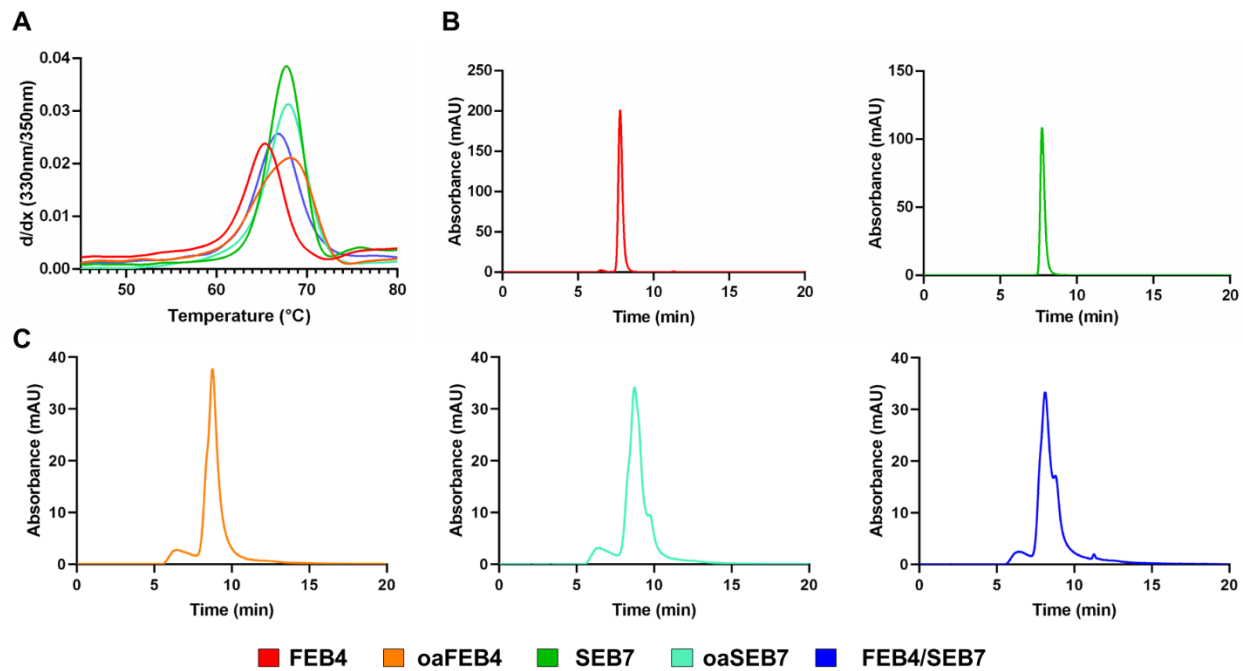 A
d/dx (330nm/350nm)
0.04
0.03
0.02
0.01
0.00
50 60 70 80
Temperature (°C)
B
Absorbance (mAU)
250
200
150
100
50
0
0 5 10 15 20
Time (min)
Absorbance (mAU)
150
100
50
0
0 5 10 15 20
Time (min)
C
Absorbance (mAU)
40
30
20
10
0
0 5 10 15 20
Time (min)
Absorbance (mAU)
40
30
20
10
0
0 5 10 15 20
Time (min)
Absorbance (mAU)
40
30
20
10
0
0 5 10 15 20
Time (min)
FEB4 oaFEB4 SEB7 oaSEB7 FEB4/SEB7